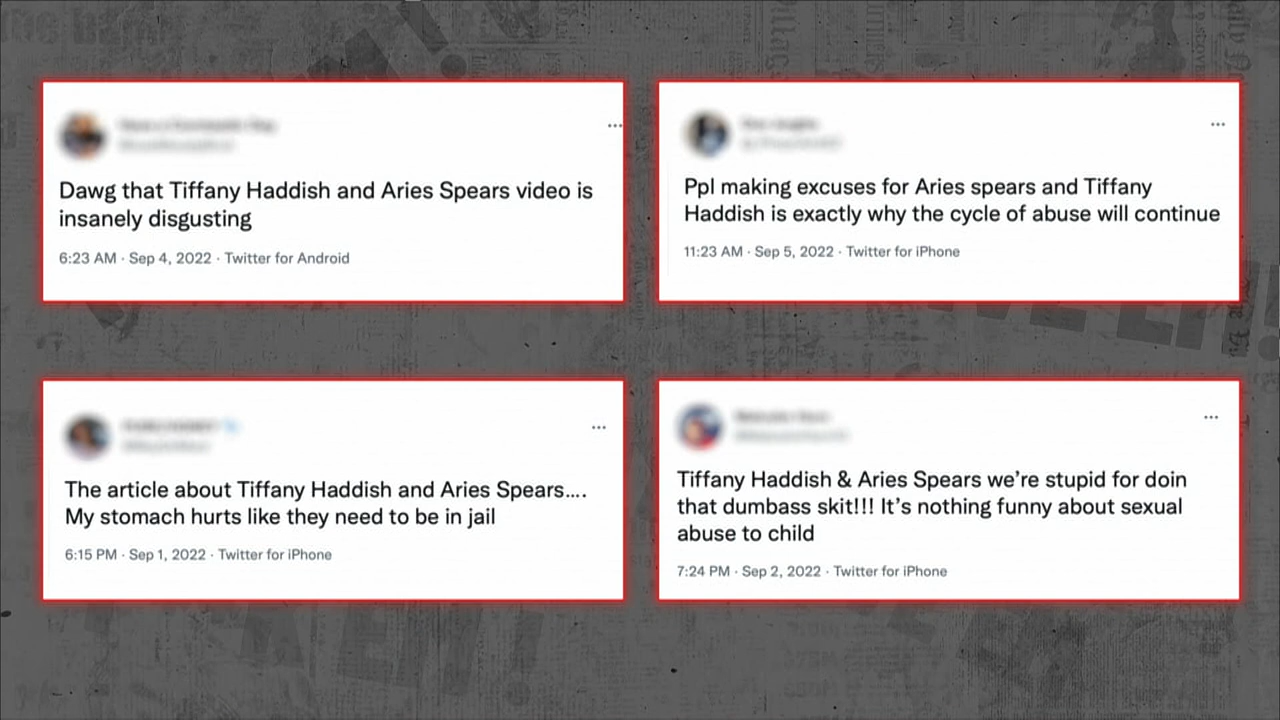 Dawg that Tiffany Haddish and Aries Spears video is
insanely disgusting
6:23 AM · Sep 4, 2022 · Twitter for Android
Ppl making excuses for Aries spears and Tiffany
Haddish is exactly why the cycle of abuse will continue
11:23 AM · Sep 5, 2022 · Twitter for iPhone
The article about Tiffany Haddish and Aries Spears....
My stomach hurts like they need to be in jail
6:15 PM · Sep 1, 2022 · Twitter for iPhone
Tiffany Haddish & Aries Spears we’re stupid for doin
that dumbass skit!!! It’s nothing funny about sexual
abuse to child
7:24 PM · Sep 2, 2022 · Twitter for iPhone